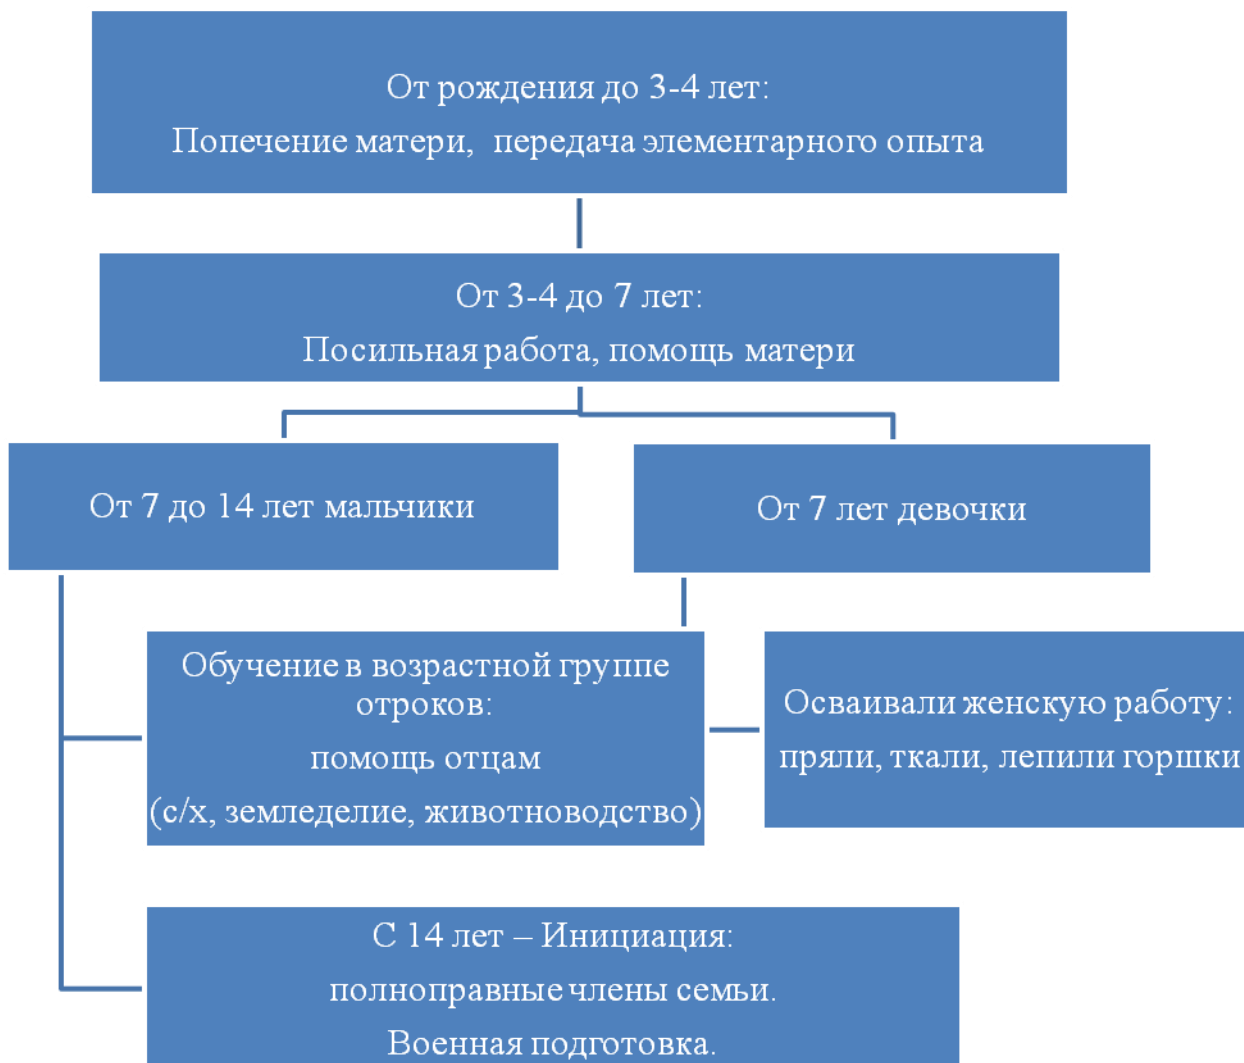 От рождения до 3-4 лет:
Попечение матери, передача элементарного опыта
От 3-4 до 7 лет:
Посильная работа, помощь матери
От 7 до 14 лет мальчики
От 7 лет девочки
Обучение в возрастной группе
отроков:
помощь отцам
(с/х, земледелие, животноводство)
Осваивали женскую работу:
пряли, ткали, лепили горшки
С 14 лет – Инициация:
полноправные члены семьи.
Военная подготовка.